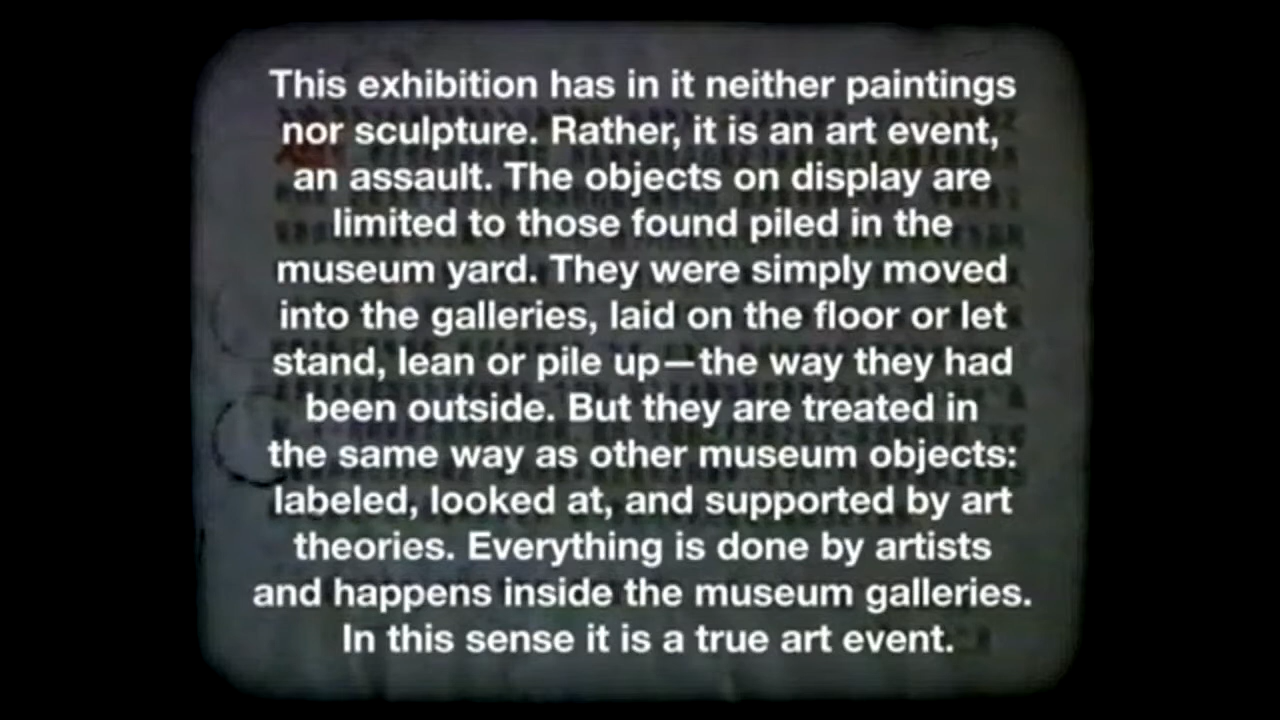 This exhibition has in it neither paintings
nor sculpture. Rather, it is an art event,
an assault. The objects on display are
limited to those found piled in the
museum yard. They were simply moved
into the galleries, laid on the floor or let
stand, lean or pile up—the way they had
been outside. But they are treated in
the same way as other museum objects:
labeled, looked at, and supported by art
theories. Everything is done by artists
and happens inside the museum galleries.
In this sense it is a true art event.